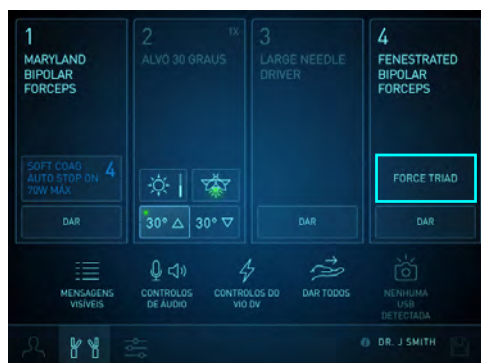 1
MARYLAND
BIPOLAR
FORCEPS
SOFT COAG 4
AUTO STOP ON
70W MÁX
DAR
2 TX
ALVO 30 GRAUS
30° △ 30° ▽
3
LARGE NEEDLE
DRIVER
DAR
4
FENESTRATED
BIPOLAR
FORCEPS
FORCE TRIAD
DAR
MENSAGENS
VISÍVEIS
CONTROLOS
DE ÁUDIO
CONTROLOS DO
VIO DV
DAR TODOS
NENHUMA
USB
DETECTADA
DR. J SMITH